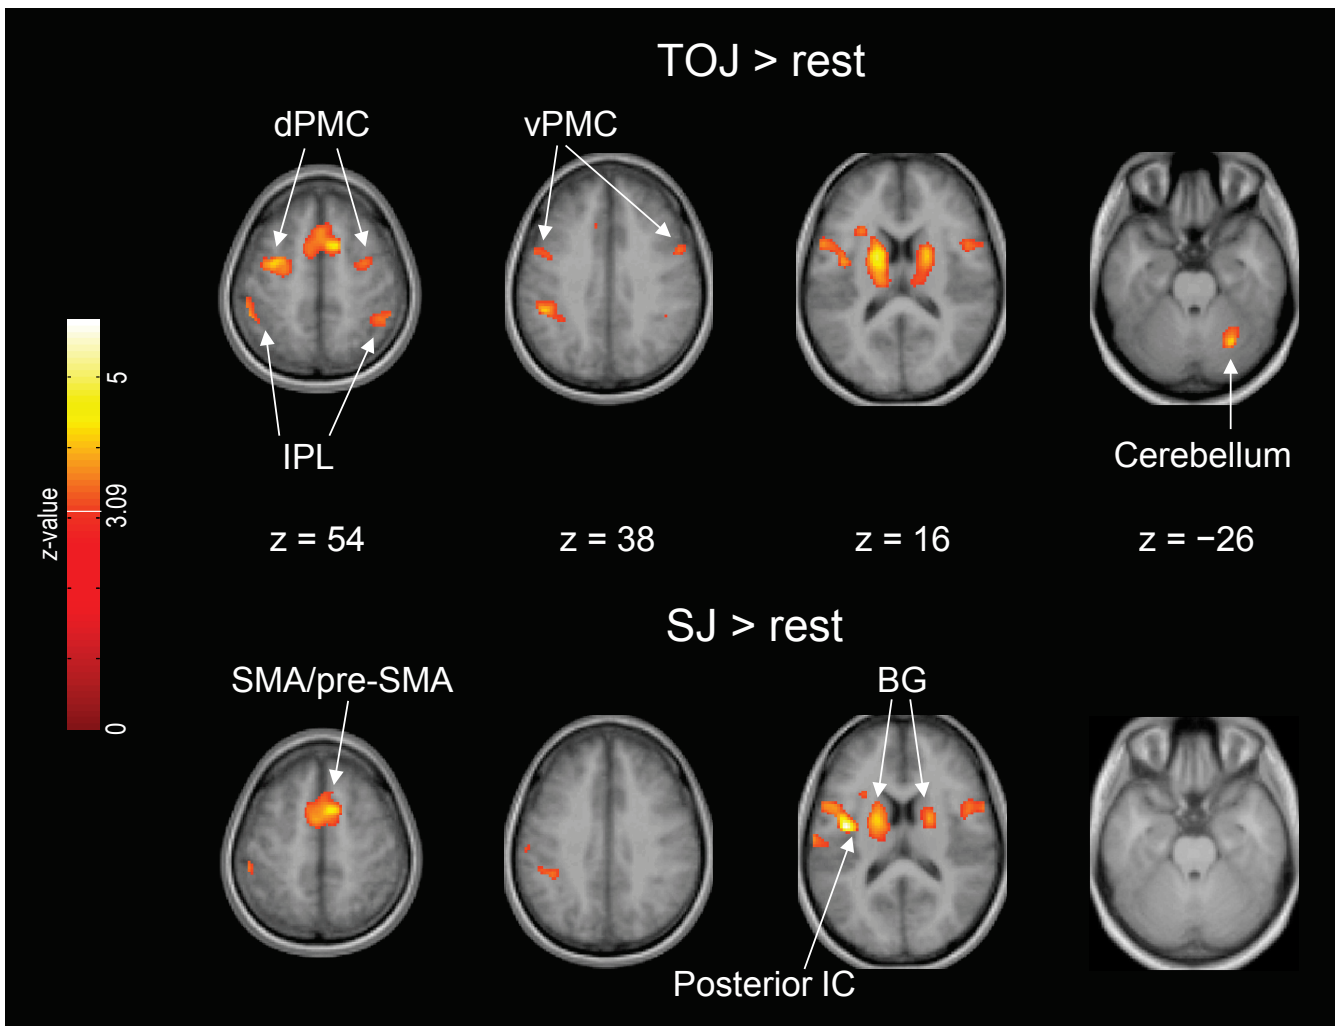 TOJ > rest
dPMC
vPMC
IPL
Cerebellum
z-value
5
3.09
0
z = 54
z = 38
z = 16
z = −26
SJ > rest
SMA/pre-SMA
BG
Posterior IC